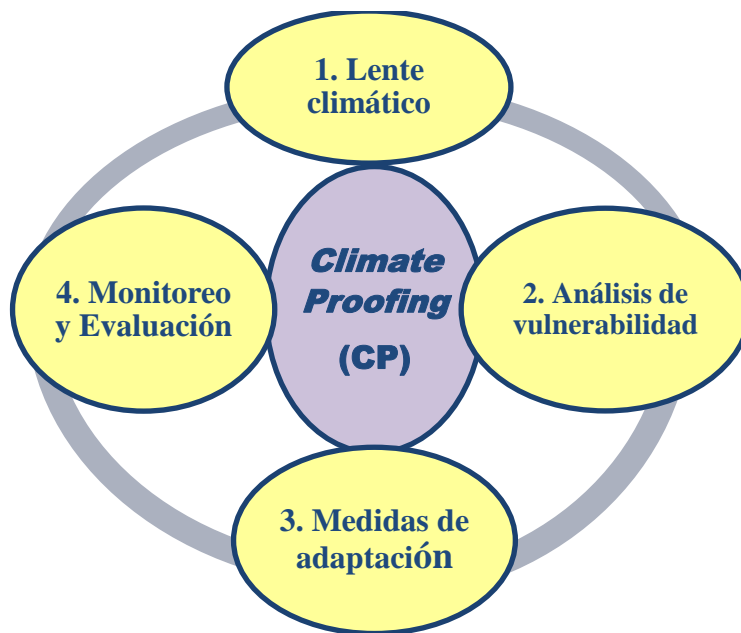 1. Lente
climático
Climate
Proofing
(CP)
2. Análisis de
vulnerabilidad
3. Medidas de
adaptación
4. Monitoreo
y Evaluación